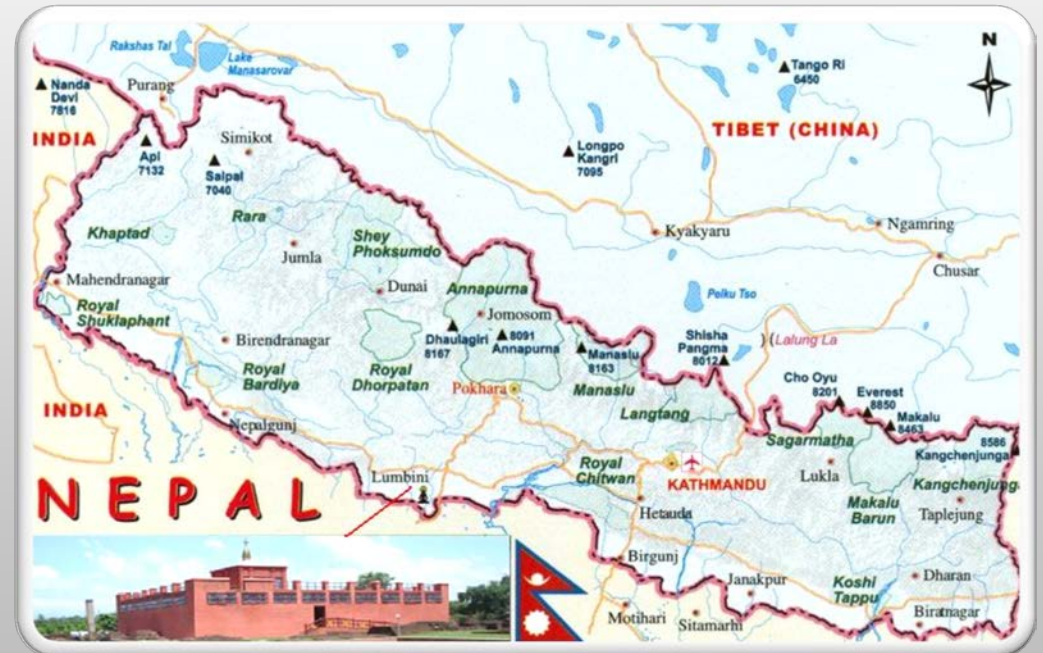 Rakshas Tal
Lake
Manasarovar
N
Nanda
Devi
7816
Purang
Tango Ri
6450
INDIA
TIBET (CHINA)
Api
7132
Simikot
Saipal
7040
Longpo
Kangri
7095
Khaptad
Rara
Shey
Phoksumdo
Kyakyaru
Ngamring
Jumla
Chusar
Mahendranagar
Dunai
Annapurna
Pelku Tso
Royal
Shuklaphant
Jomosom
Birendranagar
Dhaulagiri
8167
8091
Annapurna
Manaslu
8163
Shisha
Pangma
8012
Lalung La
Royal
Bardiya
Royal
Dhorpatan
Pokhara
Manaslu
Cho Oyu
8201
Everest
8850
INDIA
Langtang
Makalu
8463
Nepalgunj
Sagarmatha
8586
Kangchenjunga
Lumbini
Royal
Chitwan
KATHMANDU
Lukla
Kangchenjunga
NEPAL
Hetauda
Makalu
Barun
Taplejung
Birgunj
Janakpur
Koshi
Tappu
Dharan
Motihari
Sitamarhi
Biratnagar